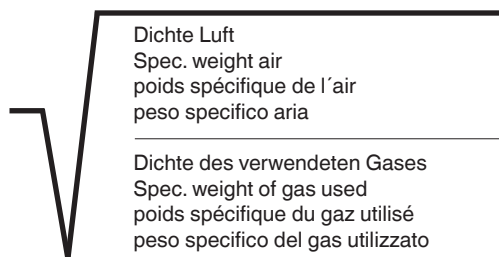 Dichte Luft
Spec. weight air
poids spécifique de l´air
peso specifico aria
Dichte des verwendeten Gases
Spec. weight of gas used
poids spécifique du gaz utilisé
peso specifico del gas utilizzato